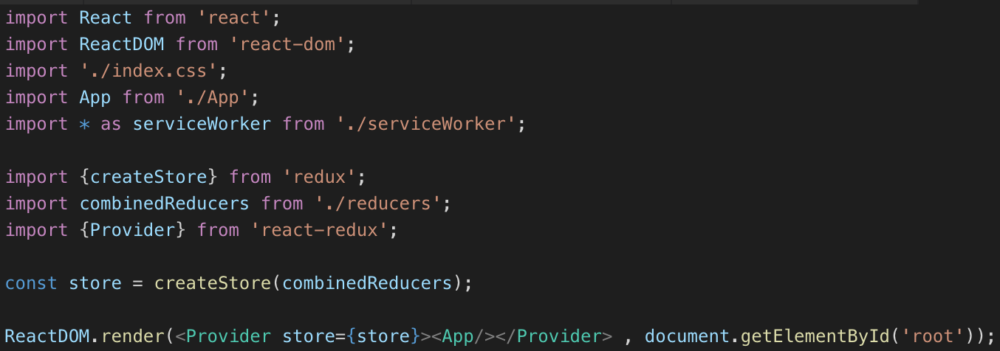 import React from 'react';
import ReactDOM from 'react-dom';
import './index.css';
import App from './App';
import * as serviceWorker from './serviceWorker';
import {createStore} from 'redux';
import combinedReducers from './reducers';
import {Provider} from 'react-redux';
const store = createStore(combinedReducers);
ReactDOM.render(<Provider store={store}><App/></Provider> , document.getElementById('root'));